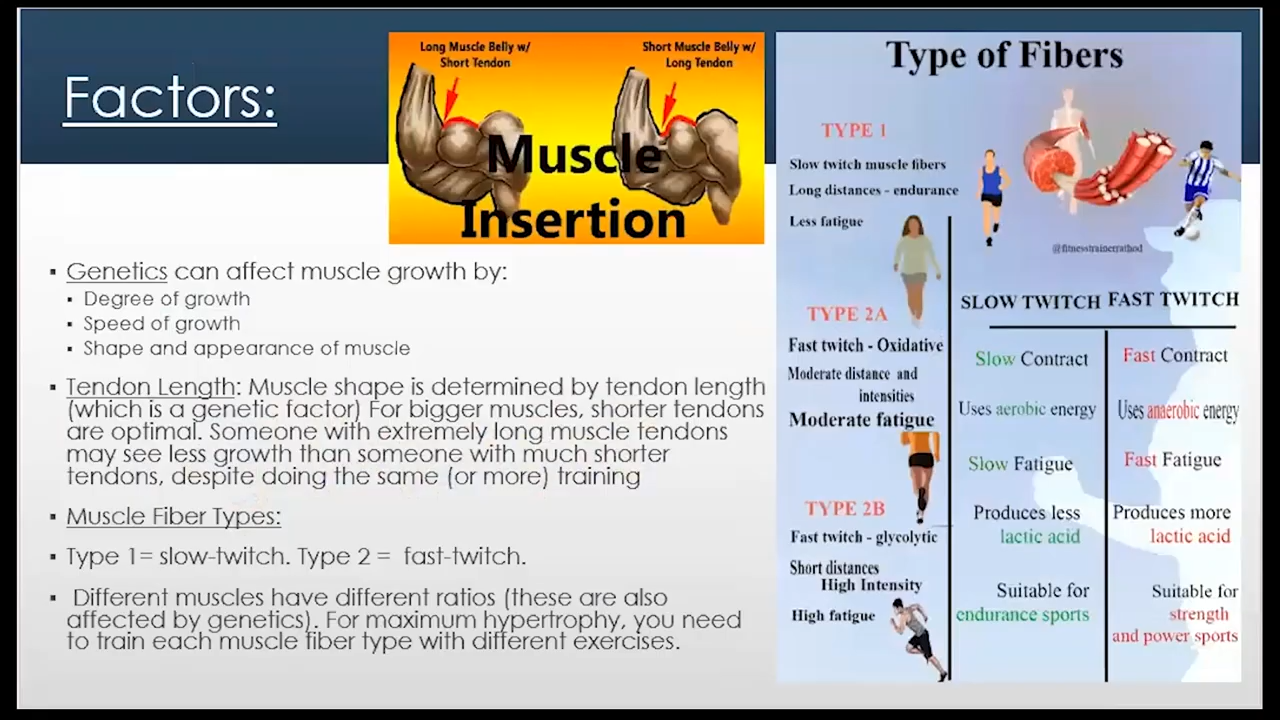 Factors:
Long Muscle Belly w/
Short Tendon
Short Muscle Belly w/
Long Tendon
Muscle
Insertion
▪ Genetics can affect muscle growth by:
▪ Degree of growth
▪ Speed of growth
▪ Shape and appearance of muscle
▪ Tendon Length: Muscle shape is determined by tendon length
(which is a genetic factor) For bigger muscles, shorter tendons
are optimal. Someone with extremely long muscle tendons
may see less growth than someone with much shorter
tendons, despite doing the same (or more) training
▪ Muscle Fiber Types:
▪ Type 1= slow-twitch. Type 2 = fast-twitch.
▪ Different muscles have different ratios (these are also
affected by genetics). For maximum hypertrophy, you need
to train each muscle fiber type with different exercises.
Type of Fibers
TYPE 1
Slow twitch muscle fibers
Long distances - endurance
Less fatigue
@fitnesstrainerrathod
TYPE 2A
Fast twitch - Oxidative
Moderate distance and
intensities
Moderate fatigue
TYPE 2B
Fast twitch - glycolytic
Short distances
High Intensity
High fatigue
SLOW TWITCH
Slow Contract
Uses aerobic energy
Slow Fatigue
Produces less
lactic acid
Suitable for
endurance sports
FAST TWITCH
Fast Contract
Uses anaerobic energy
Fast Fatigue
Produces more
lactic acid
Suitable for
strength
and power sports